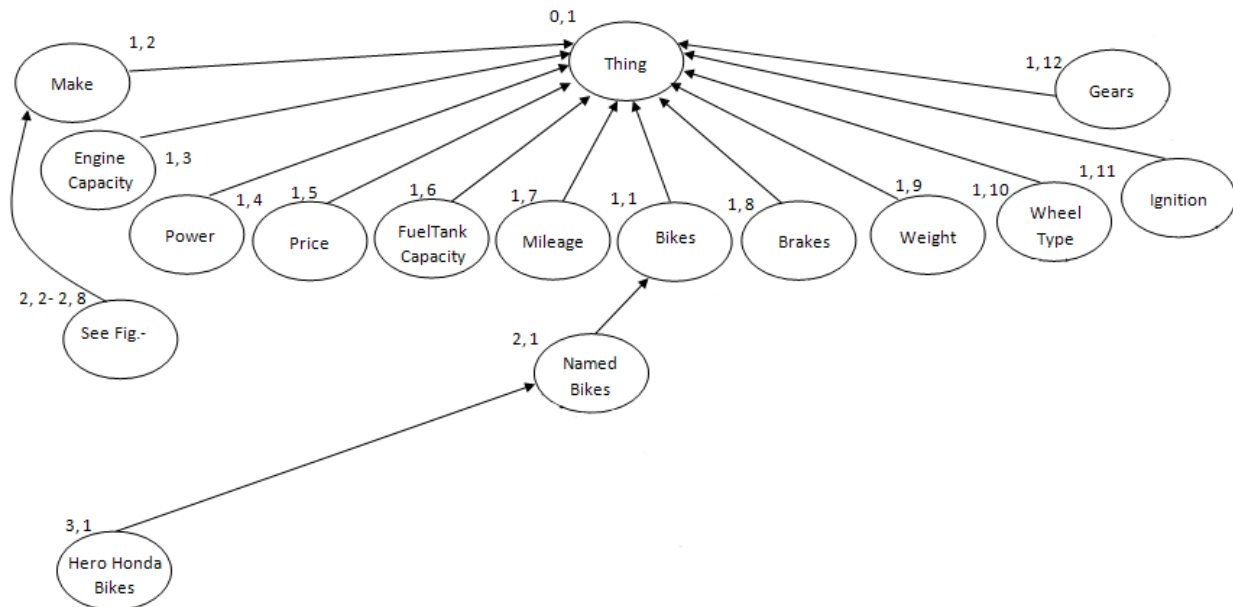 0, 1
Thing
1, 2
Make
1, 12
Gears
Engine
Capacity
1, 3
1, 4
Power
1, 5
Price
1, 6
FuelTank
Capacity
1, 7
Mileage
1, 1
Bikes
1, 8
Brakes
1, 9
Weight
1, 10
Wheel
Type
1, 11
Ignition
2, 2- 2, 8
See Fig.-
2, 1
Named
Bikes
3, 1
Hero Honda
Bikes